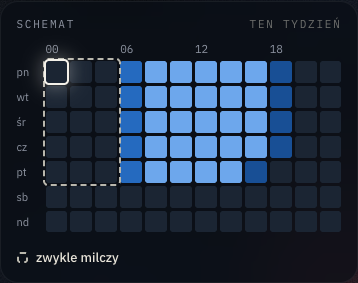 SCHEMAT TEN TYDZIEŃ
00 06 12 18
pn
wt
śr
cz
pt
sb
nd
zwykle milczy